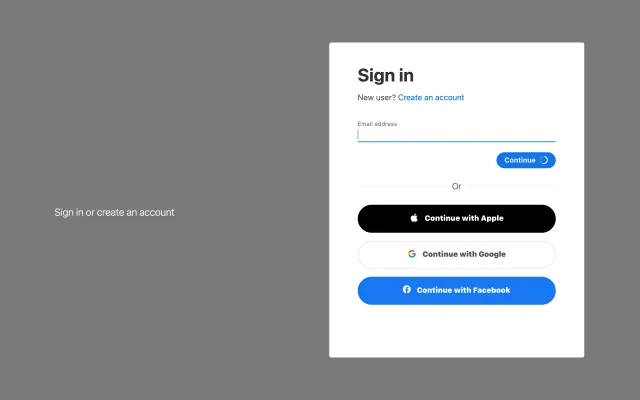 Sign in or create an account
Sign in
New user? Create an account
Email address
Continue
Or
Continue with Apple
Continue with Google
Continue with Facebook